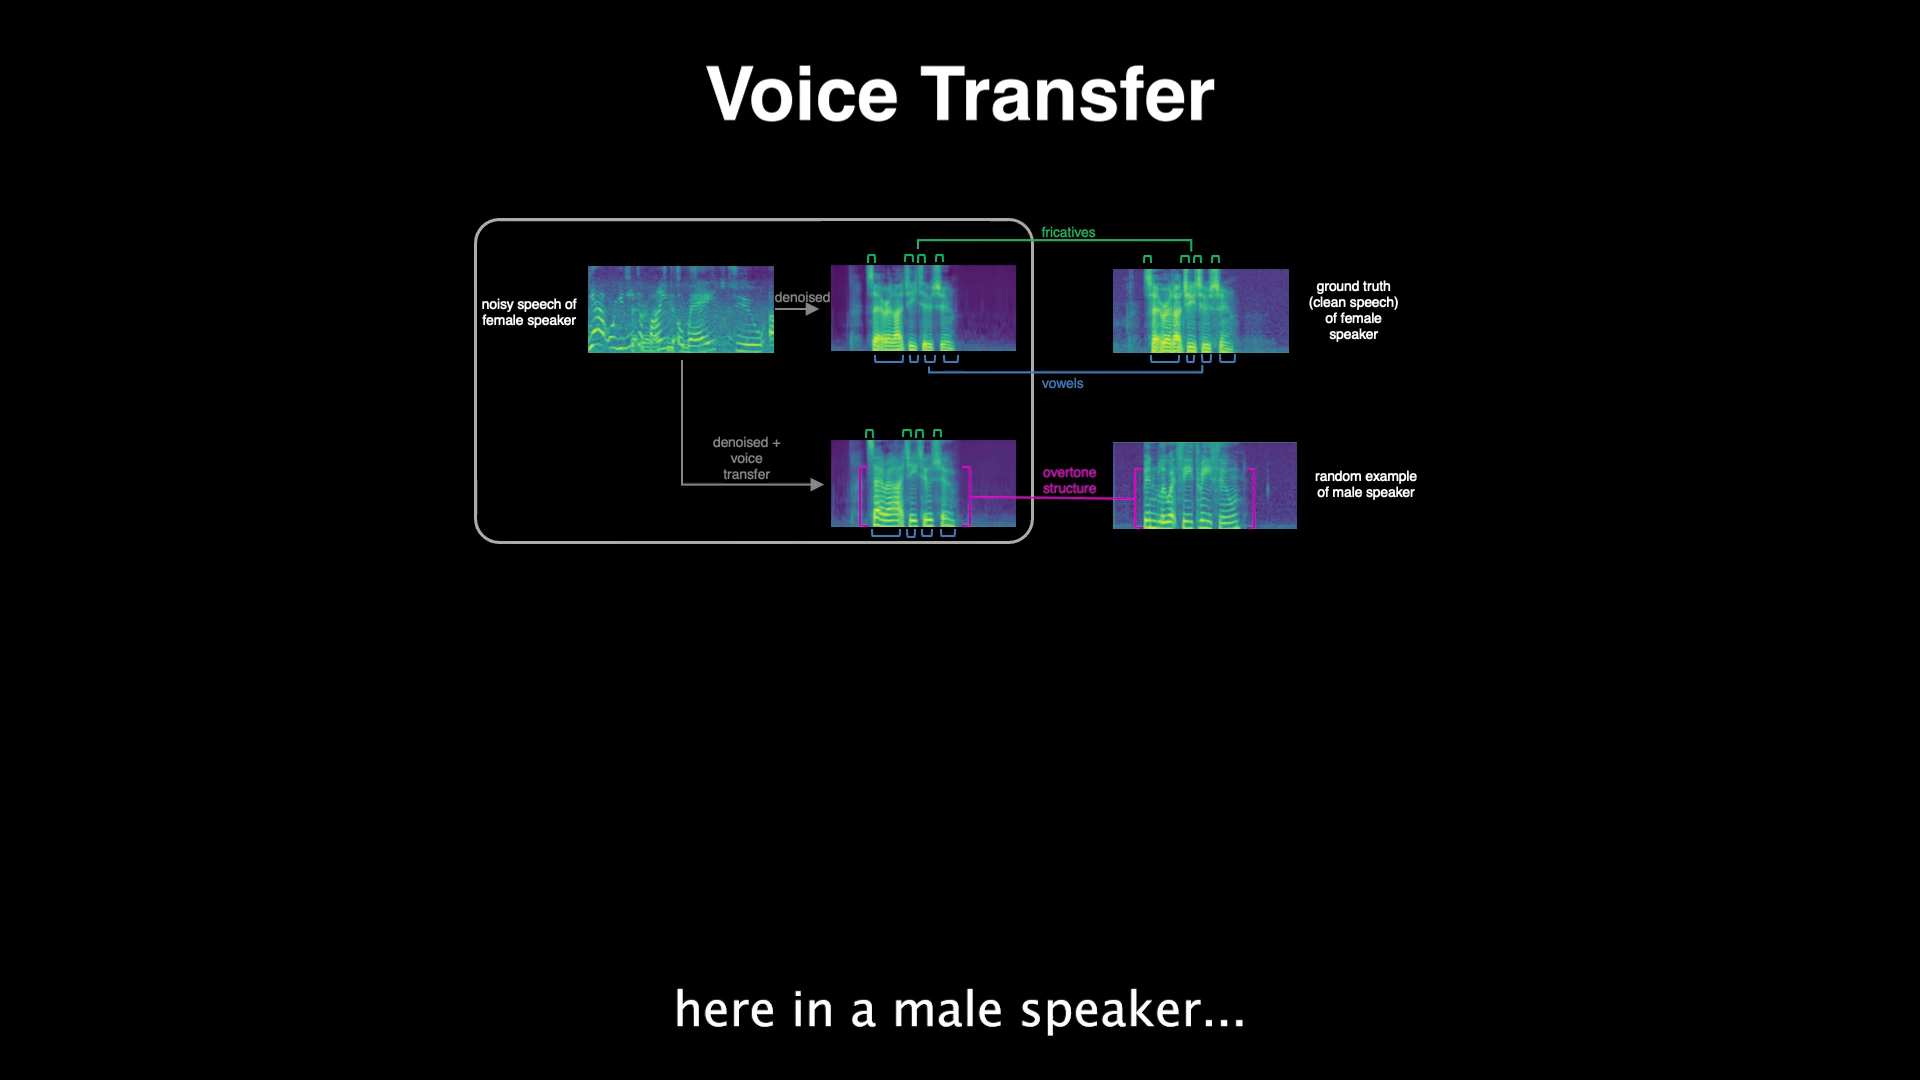 Voice Transfer
fricatives
noisy speech of
female speaker
denoised
ground truth
(clean speech)
of female
speaker
vowels
denoised +
voice
transfer
overtone
structure
random example
of male speaker
here in a male speaker...